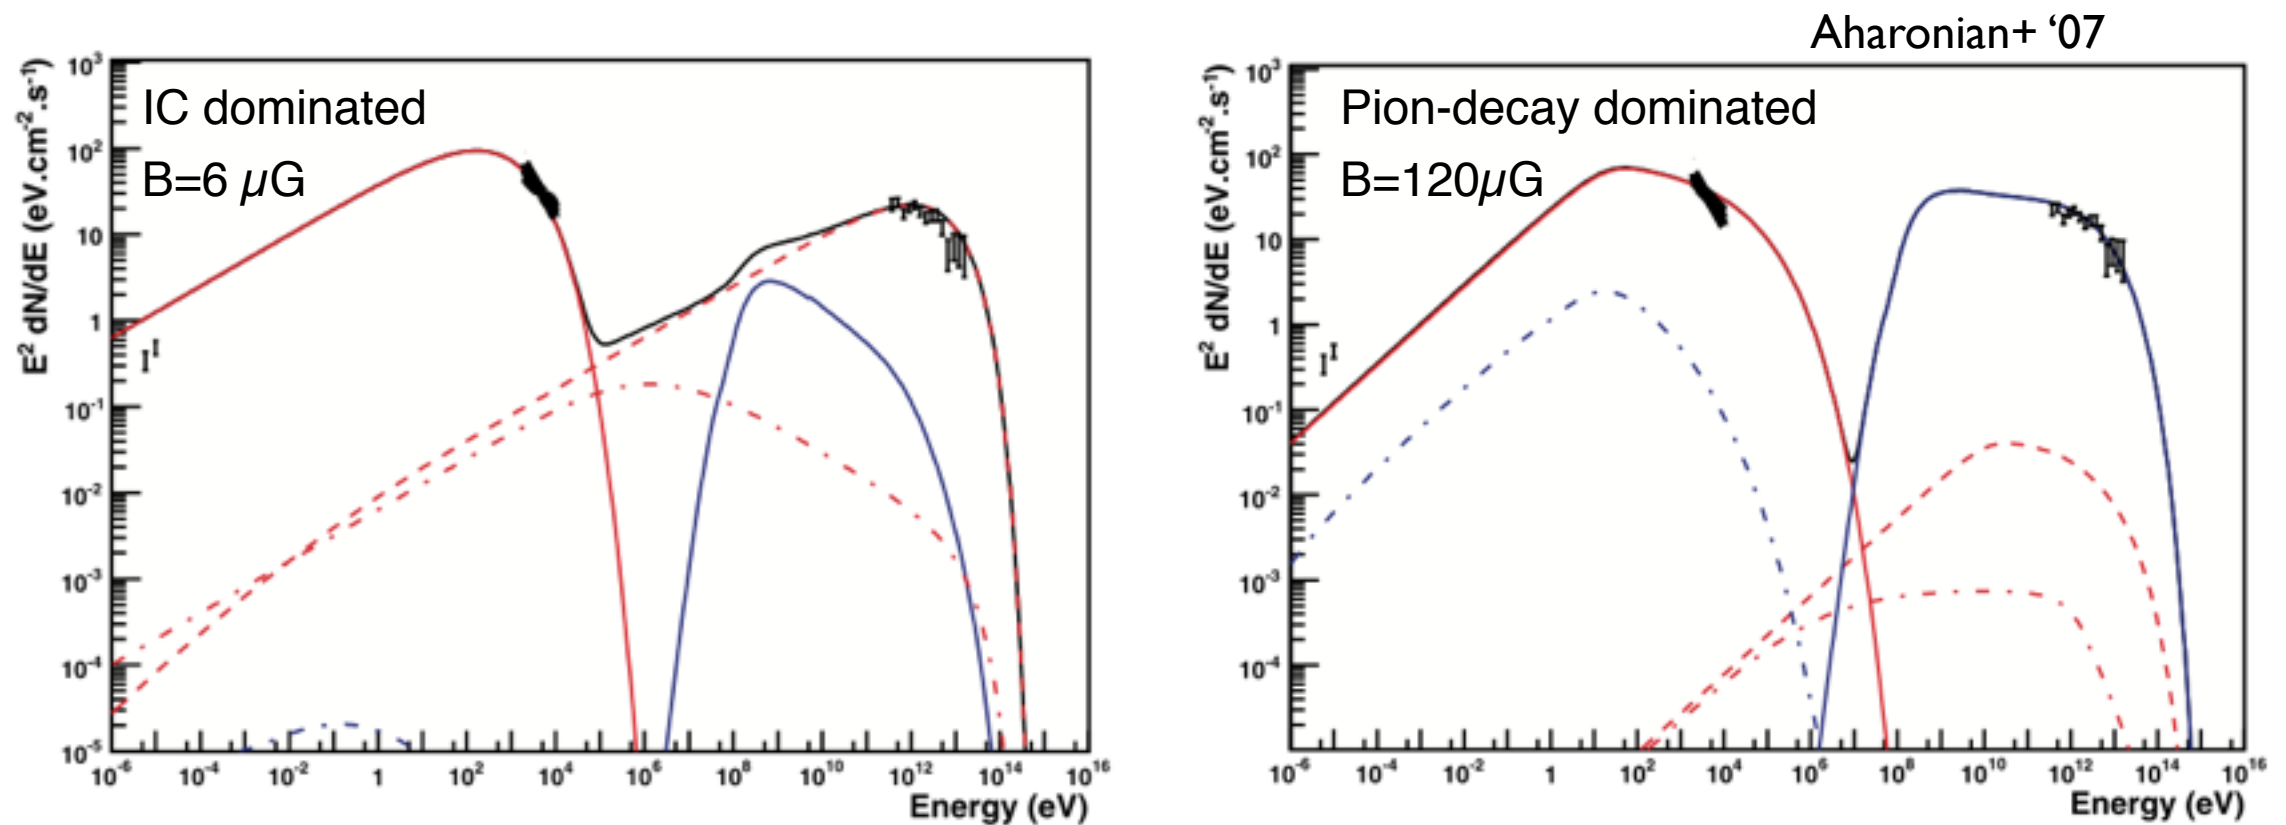 Aharonian+ ‘07
IC dominated
B=6 µG
E² dN/dE (eV.cm⁻².s⁻¹)
10³
10²
10
1
10⁻¹
10⁻²
10⁻³
10⁻⁴
10⁻⁵
10⁻⁶ 10⁻⁴ 10⁻² 1 10² 10⁴ 10⁶ 10⁸ 10¹⁰ 10¹² 10¹⁴ 10¹⁶
Energy (eV)
Pion-decay dominated
B=120µG
E² dN/dE (eV.cm⁻².s⁻¹)
10³
10²
10
1
10⁻¹
10⁻²
10⁻³
10⁻⁴
10⁻⁶ 10⁻⁴ 10⁻² 1 10² 10⁴ 10⁶ 10⁸ 10¹⁰ 10¹² 10¹⁴ 10¹⁶
Energy (eV)